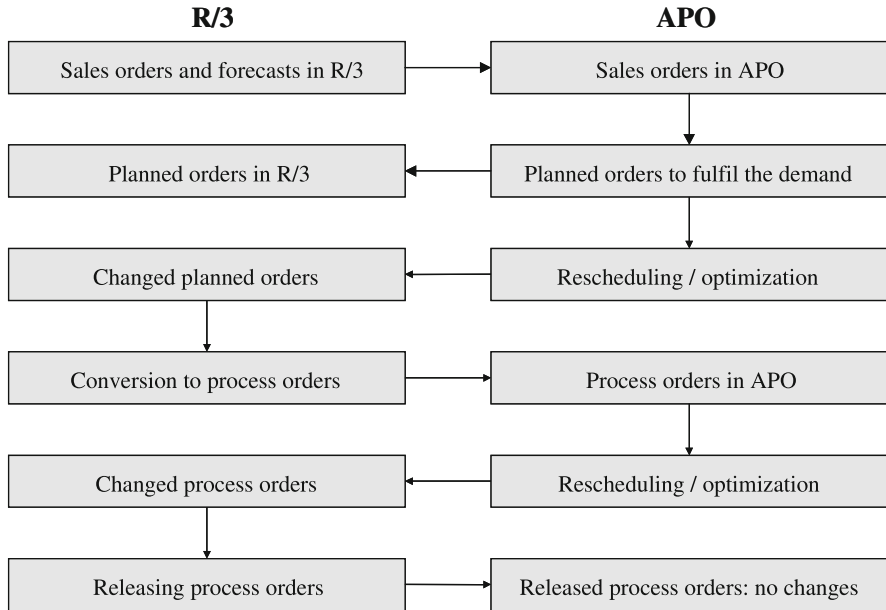 R/3
APO
Sales orders and forecasts in R/3
Sales orders in APO
Planned orders in R/3
Planned orders to fulfil the demand
Changed planned orders
Rescheduling / optimization
Conversion to process orders
Process orders in APO
Changed process orders
Rescheduling / optimization
Releasing process orders
Released process orders: no changes